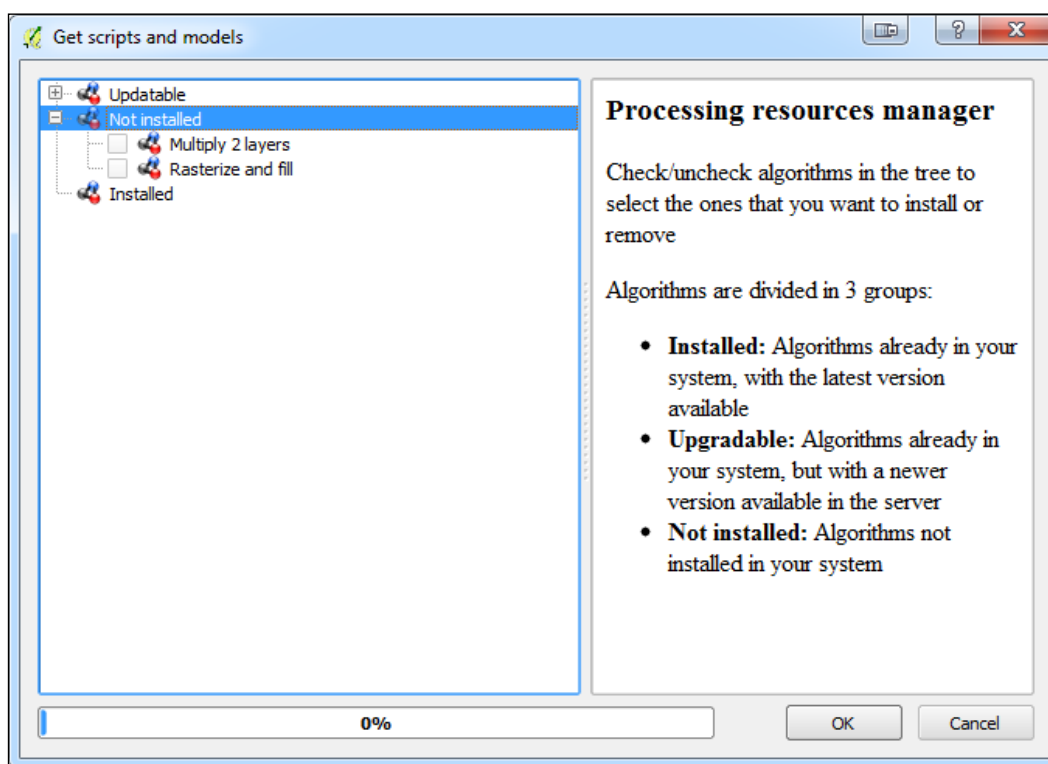 Get scripts and models
Updatable
Not installed
Multiply 2 layers
Rasterize and fill
Installed
Processing resources manager
Check/uncheck algorithms in the tree to
select the ones that you want to install or
remove
Algorithms are divided in 3 groups:
• Installed: Algorithms already in your
system, with the latest version
available
• Upgradable: Algorithms already in
your system, but with a newer
version available in the server
• Not installed: Algorithms not
installed in your system
0%
OK
Cancel